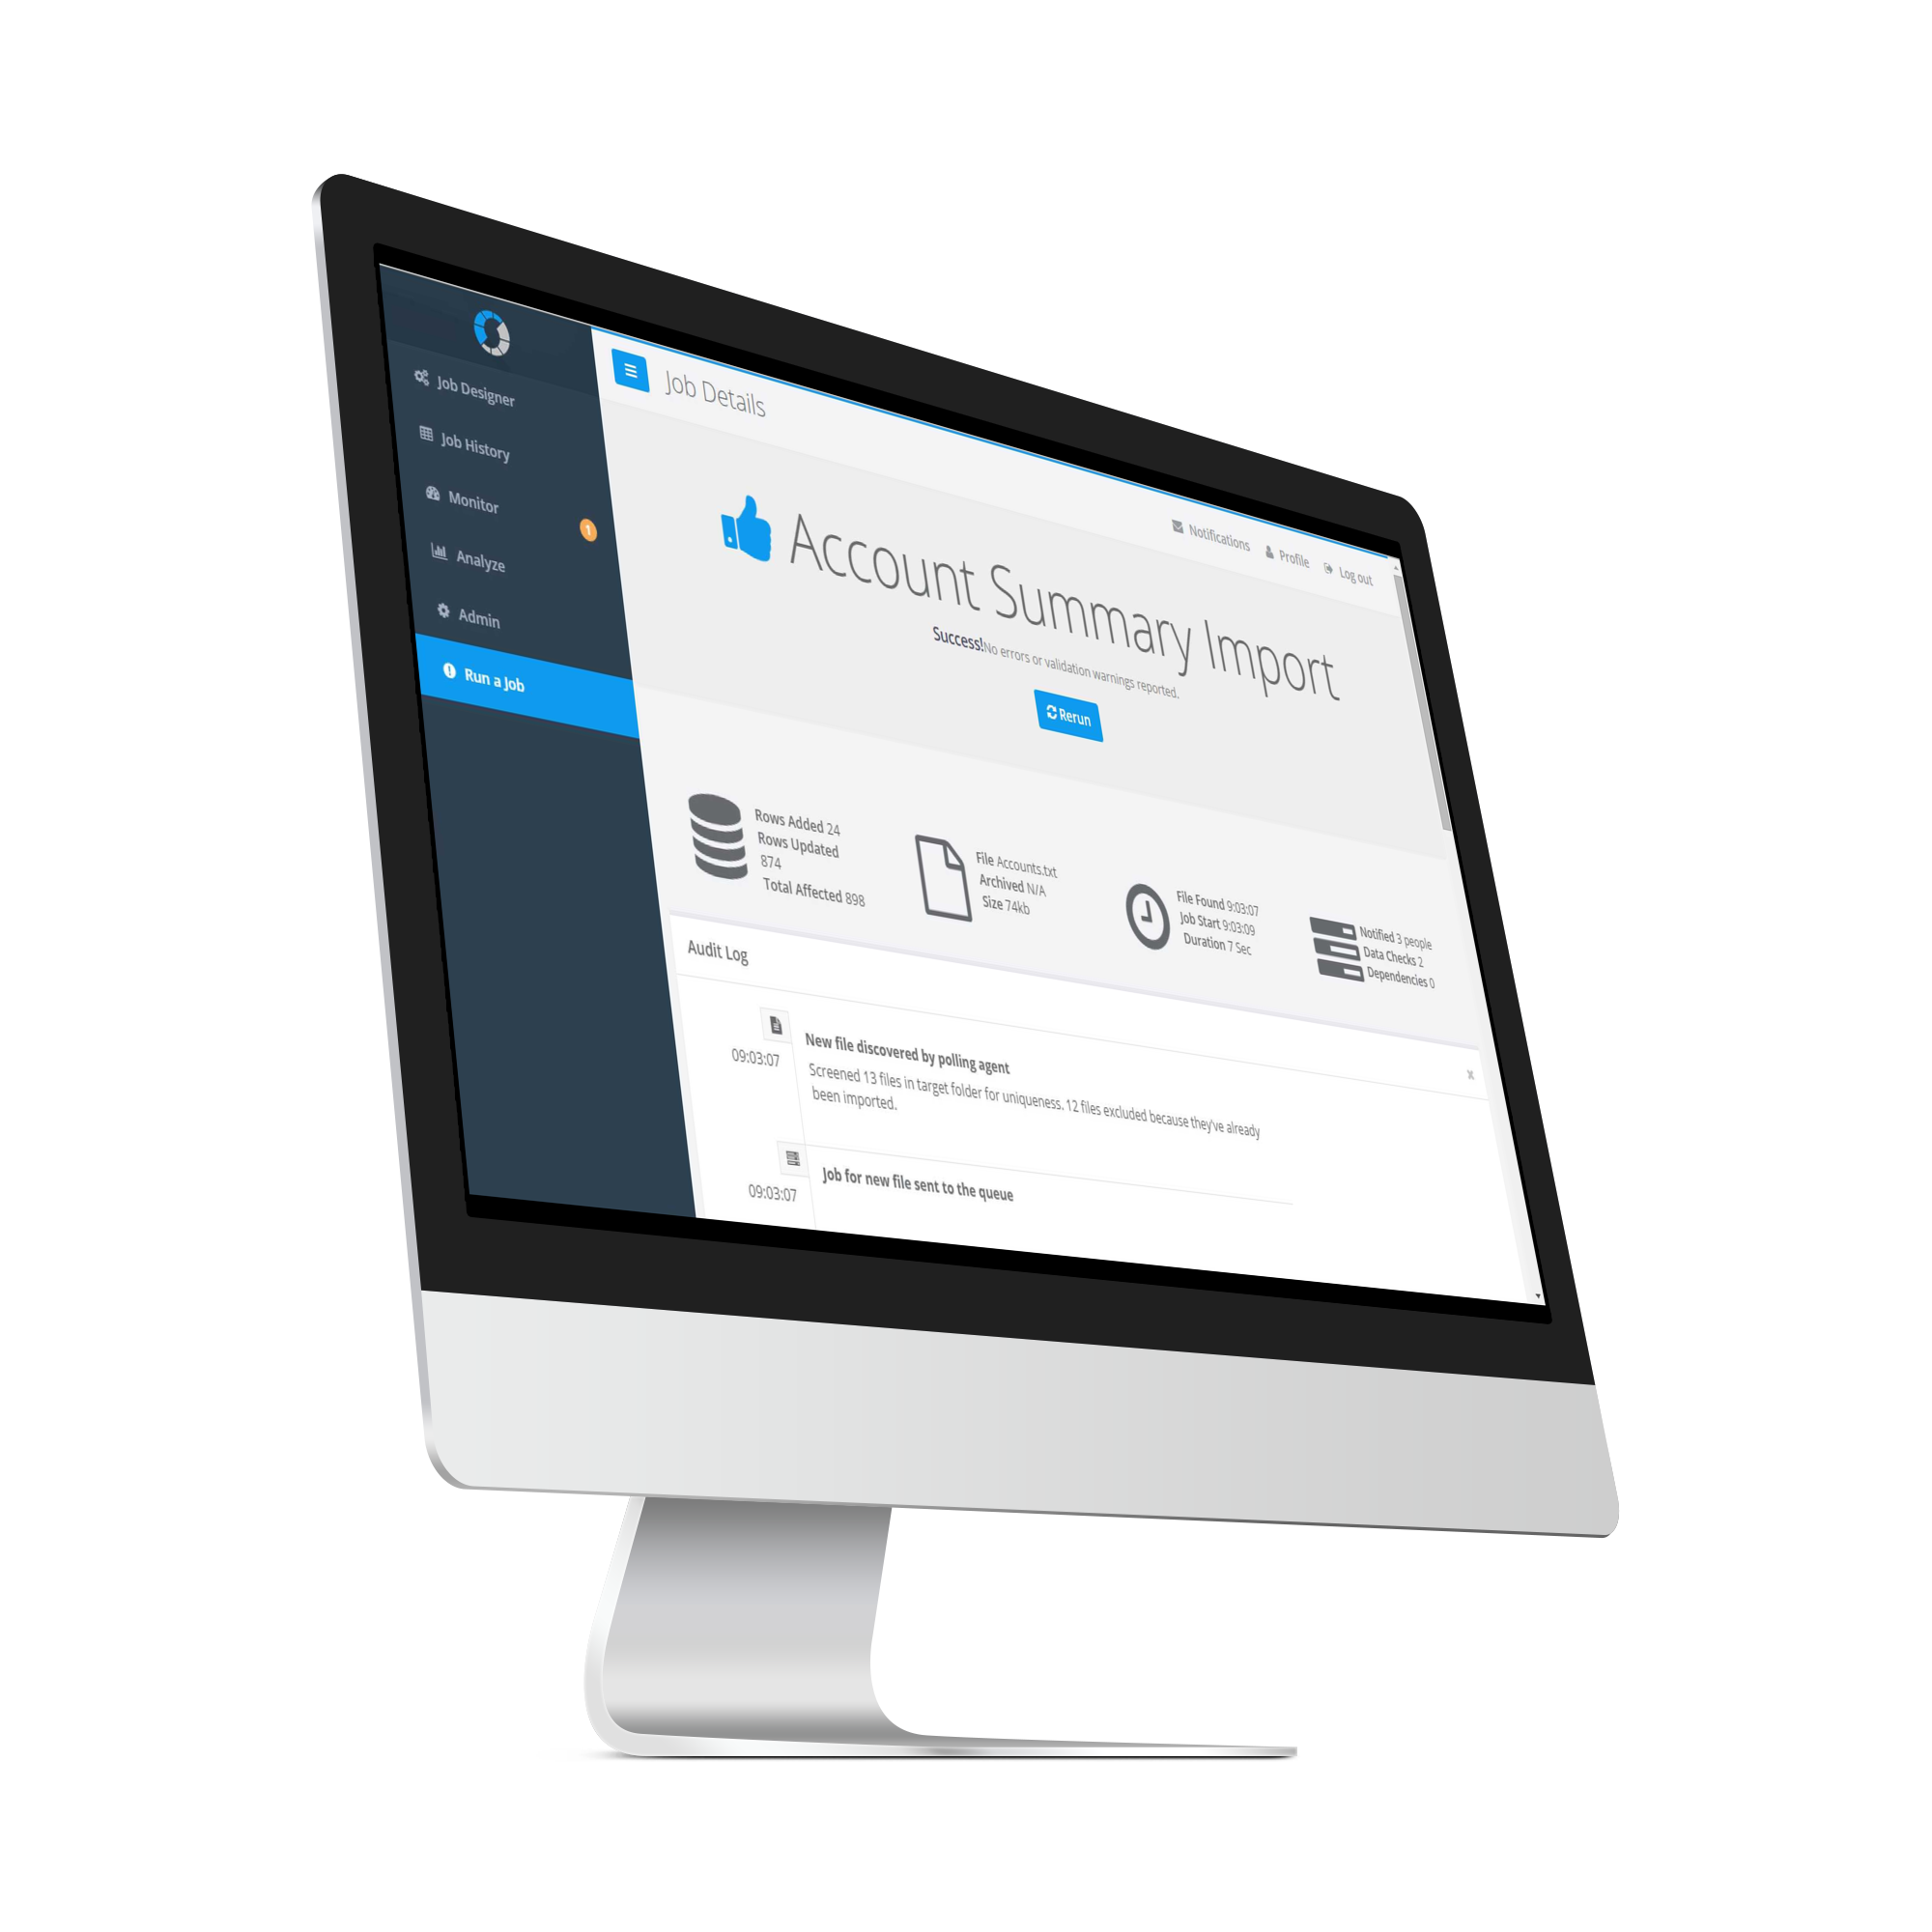 Job Designer
Job History
Monitor
1
Analyze
Admin
Run a Job
Job Details
Notifications
Profile
Log out
Account Summary Import
Success!No errors or validation warnings reported.
Rerun
Rows Added 24
Rows Updated
874
Total Affected 898
File Accounts.txt
Archived N/A
Size 74kb
File Found 9:03:07
Job Start 9:03:09
Duration 7 Sec
Notified 3 people
Data Checks 2
Dependencies 0
Audit Log
x
09:03:07
New file discovered by polling agent
Screened 13 files in target folder for uniqueness. 12 files excluded because they've already
been imported.
09:03:07
Job for new file sent to the queue